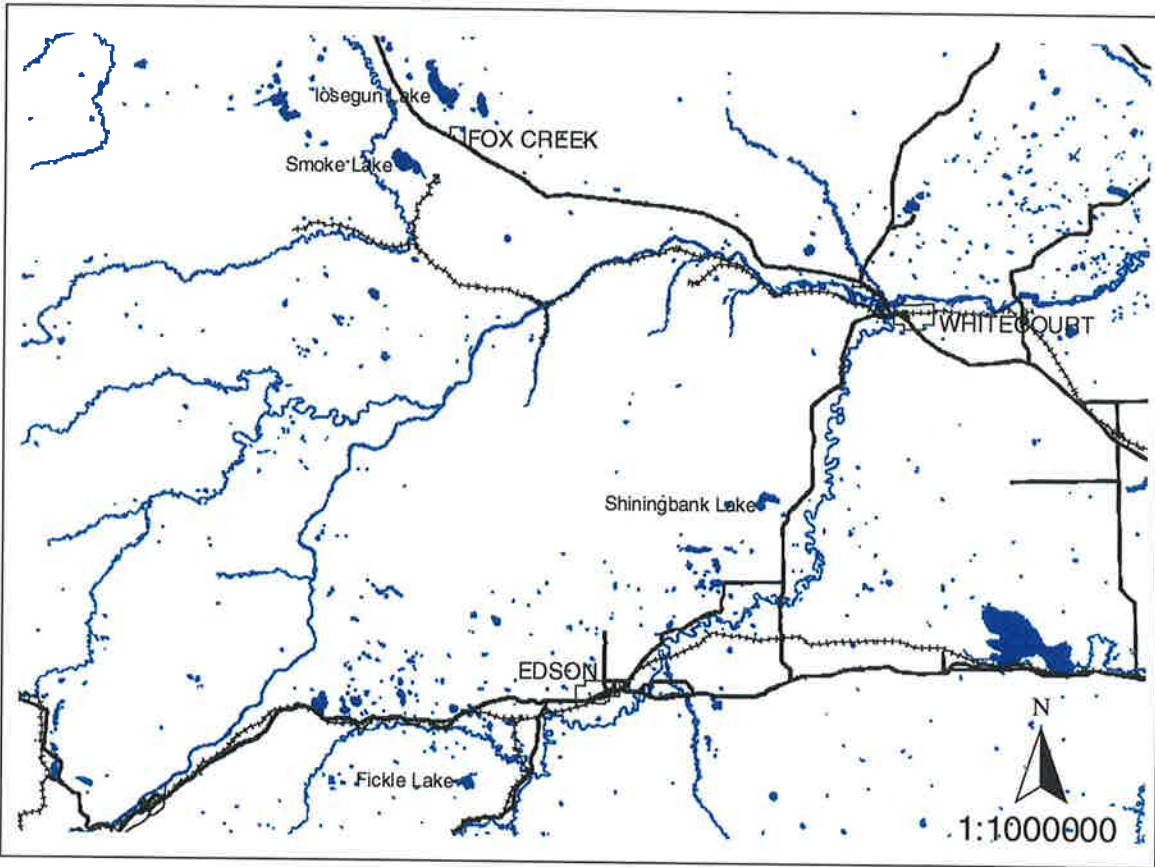 Iosegun Lake
FOX CREEK
Smoke Lake
WHITECOURT
Shiningbank Lake
EDSON
Fickle Lake
N
1:1000000